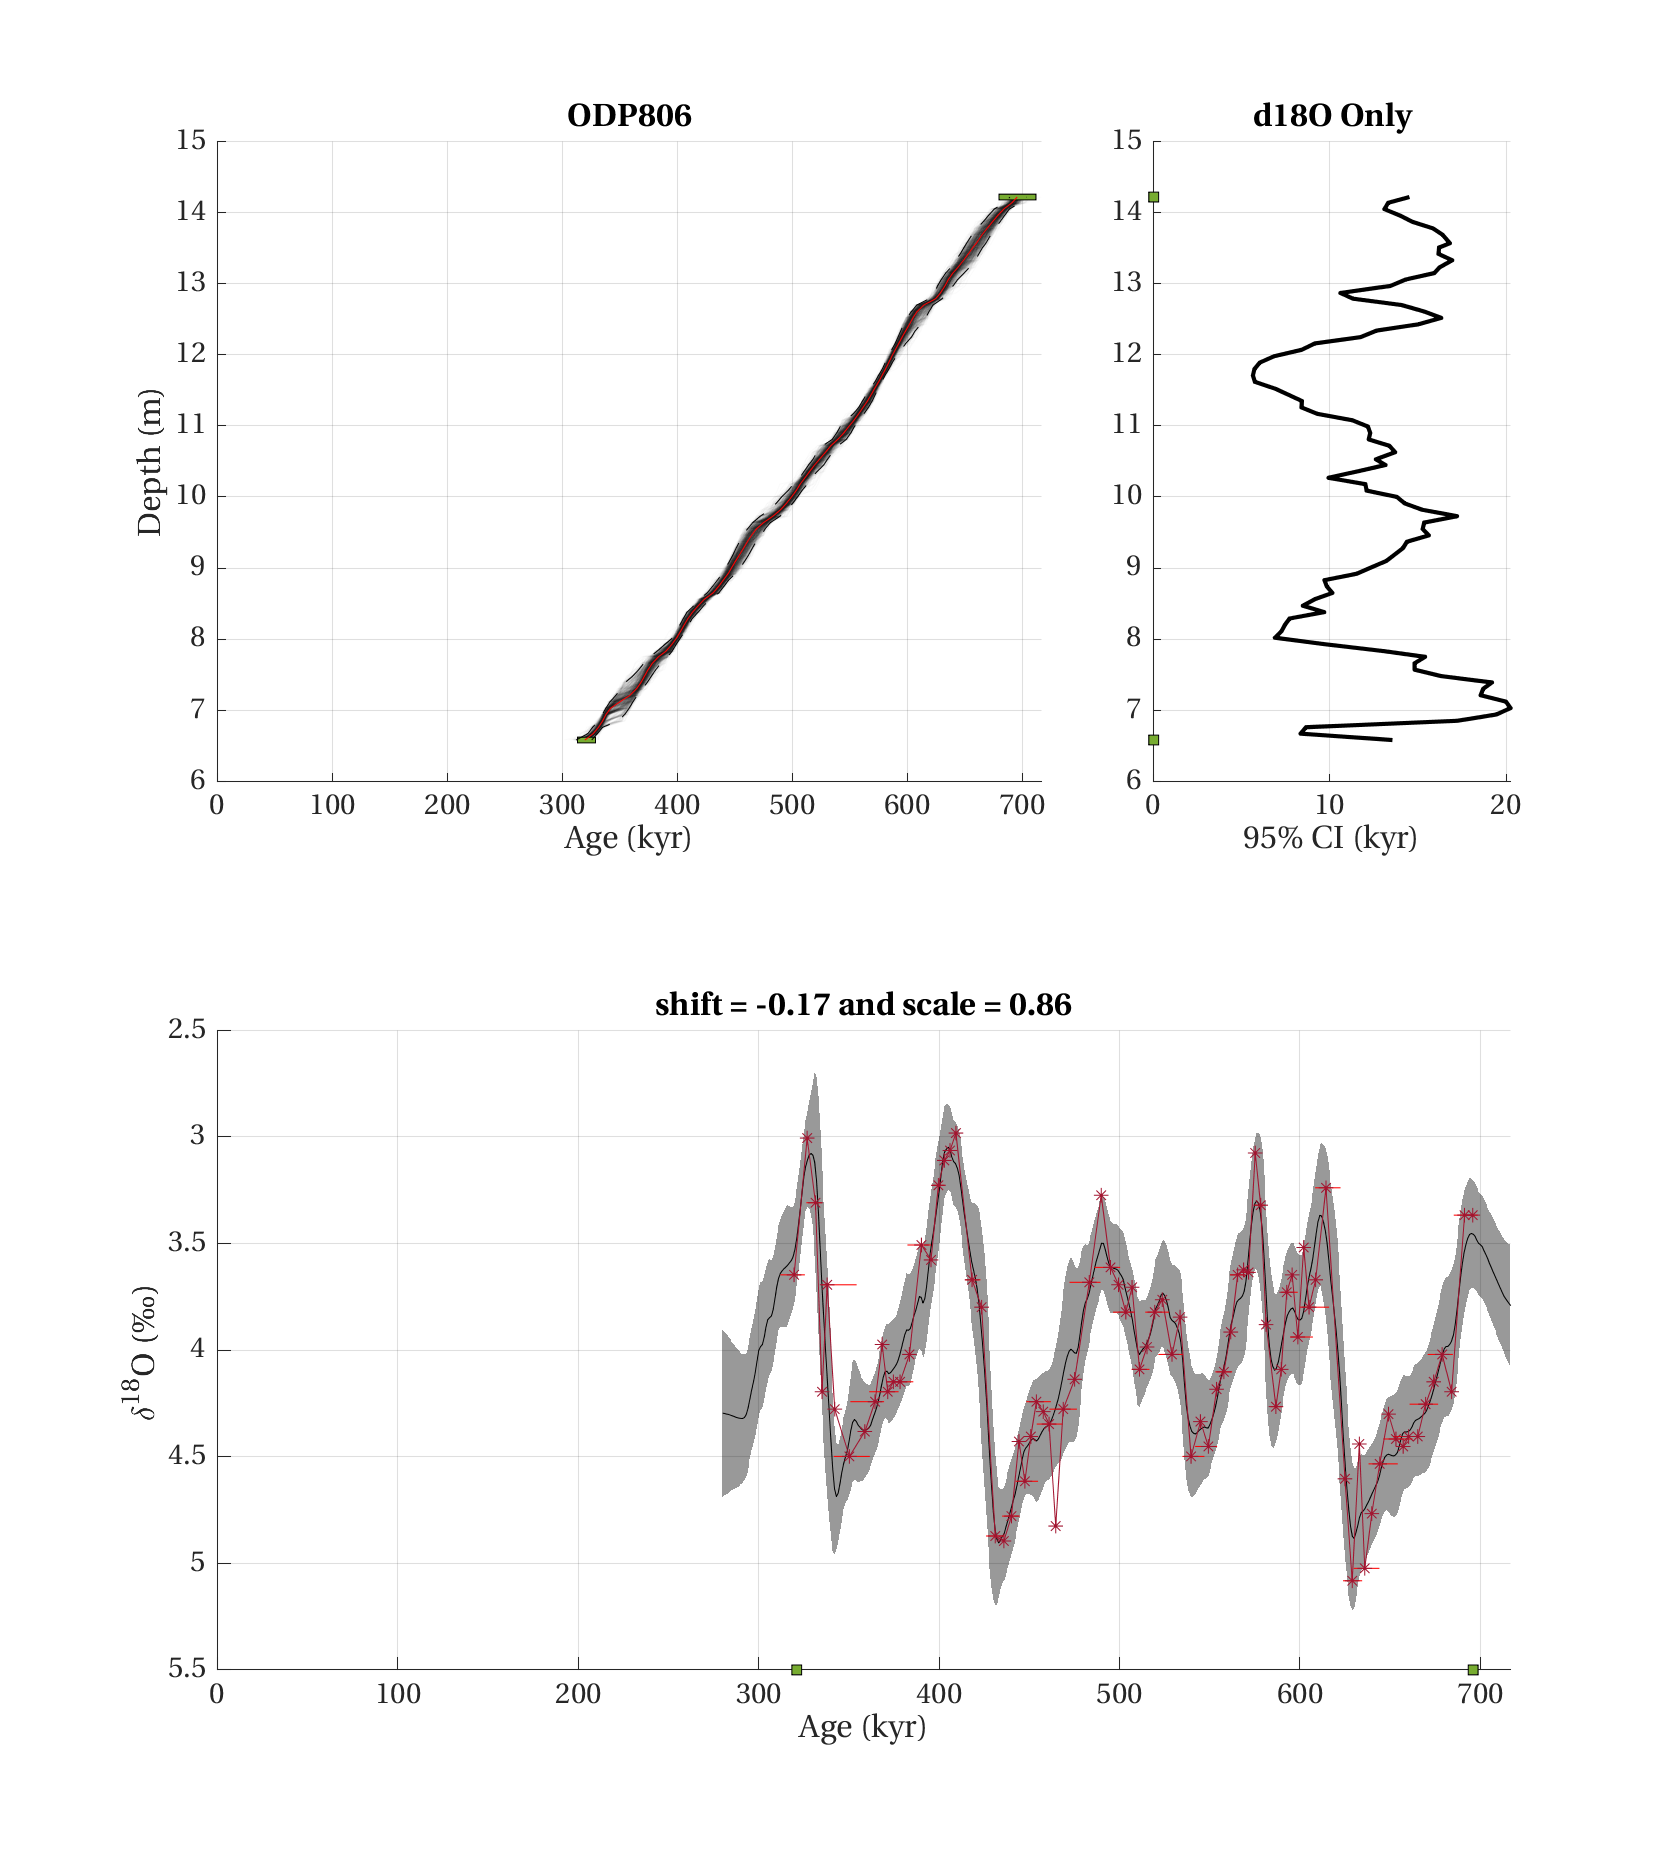 ODP806
d18O Only
15
14
13
12
11
10
9
8
7
6
Depth (m)
0 100 200 300 400 500 600 700
Age (kyr)
15
14
13
12
11
10
9
8
7
6
0 10 20
95% CI (kyr)
shift = -0.17 and scale = 0.86
2.5
3
3.5
4
4.5
5
5.5
δ18O (‰)
0 100 200 300 400 500 600 700
Age (kyr)